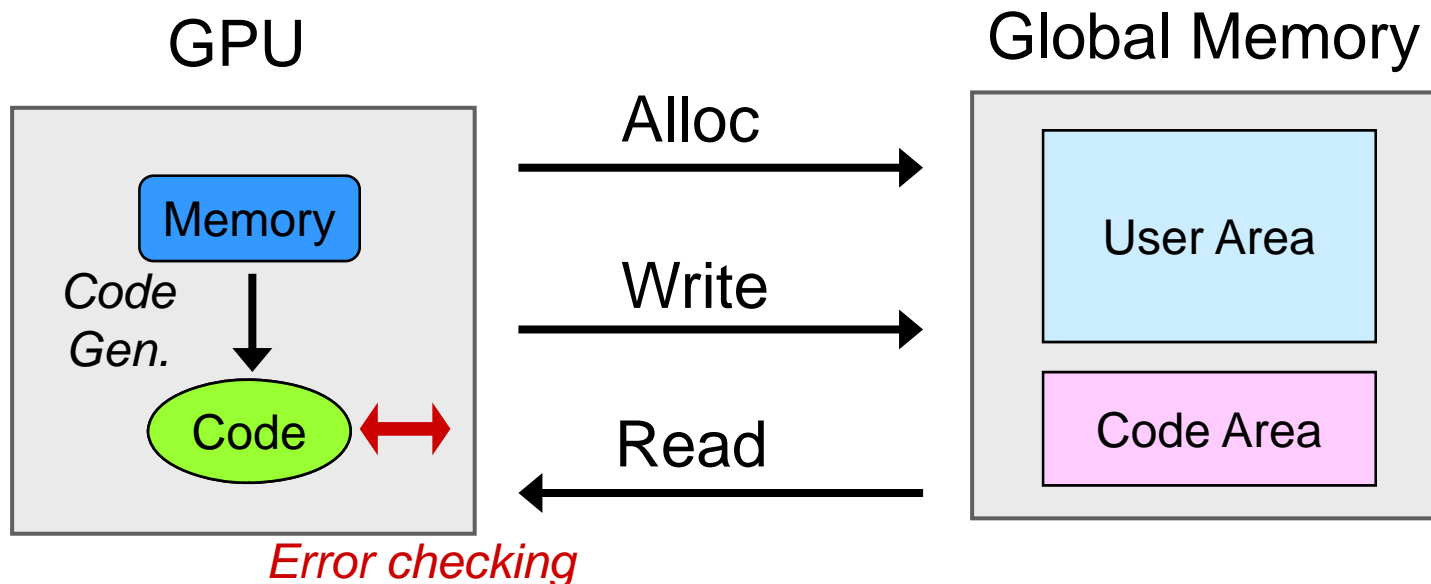 GPU
Global Memory
Alloc
Memory
User Area
Code
Gen.
Write
Code
Read
Code Area
Error checking